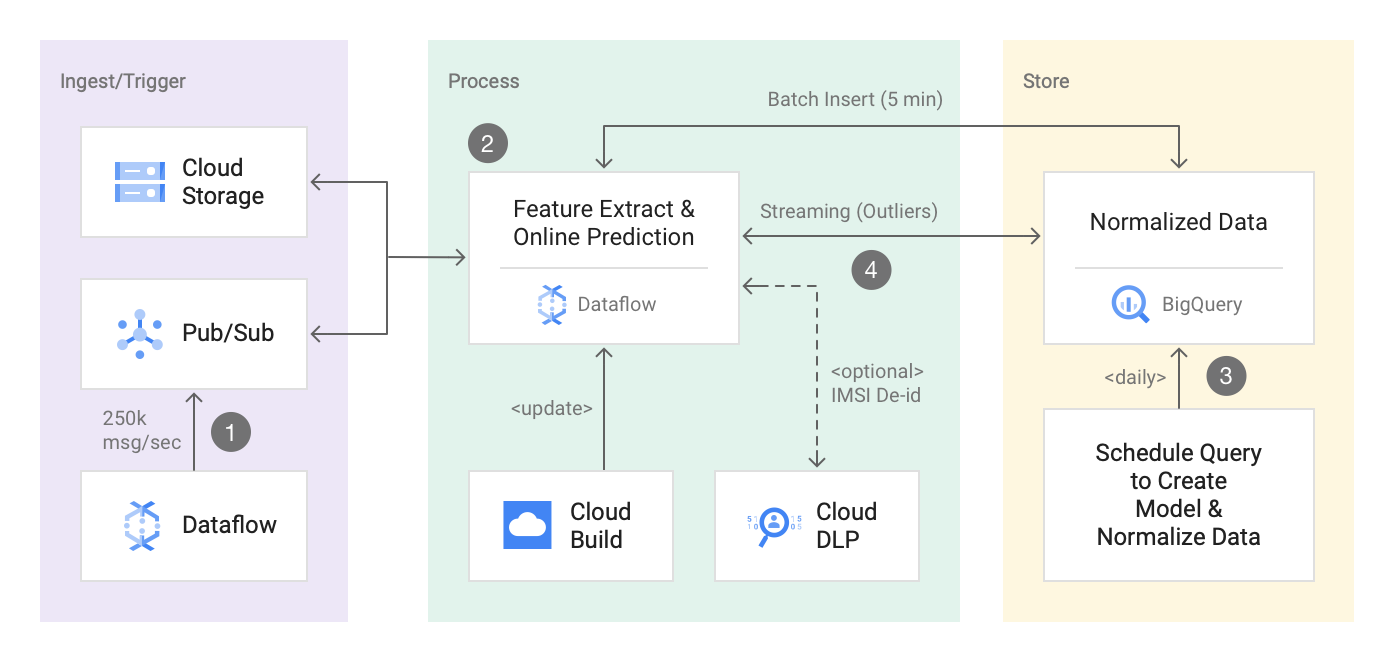 Ingest/Trigger
Cloud
Storage
Pub/Sub
250k
msg/sec
1
Dataflow
Process
2
Batch Insert (5 min)
Feature Extract &
Online Prediction
Dataflow
Streaming (Outliers)
4
<optional>
IMSI De-id
<update>
Cloud
Build
Cloud
DLP
Store
Normalized Data
BigQuery
<daily>
3
Schedule Query
to Create
Model &
Normalize Data